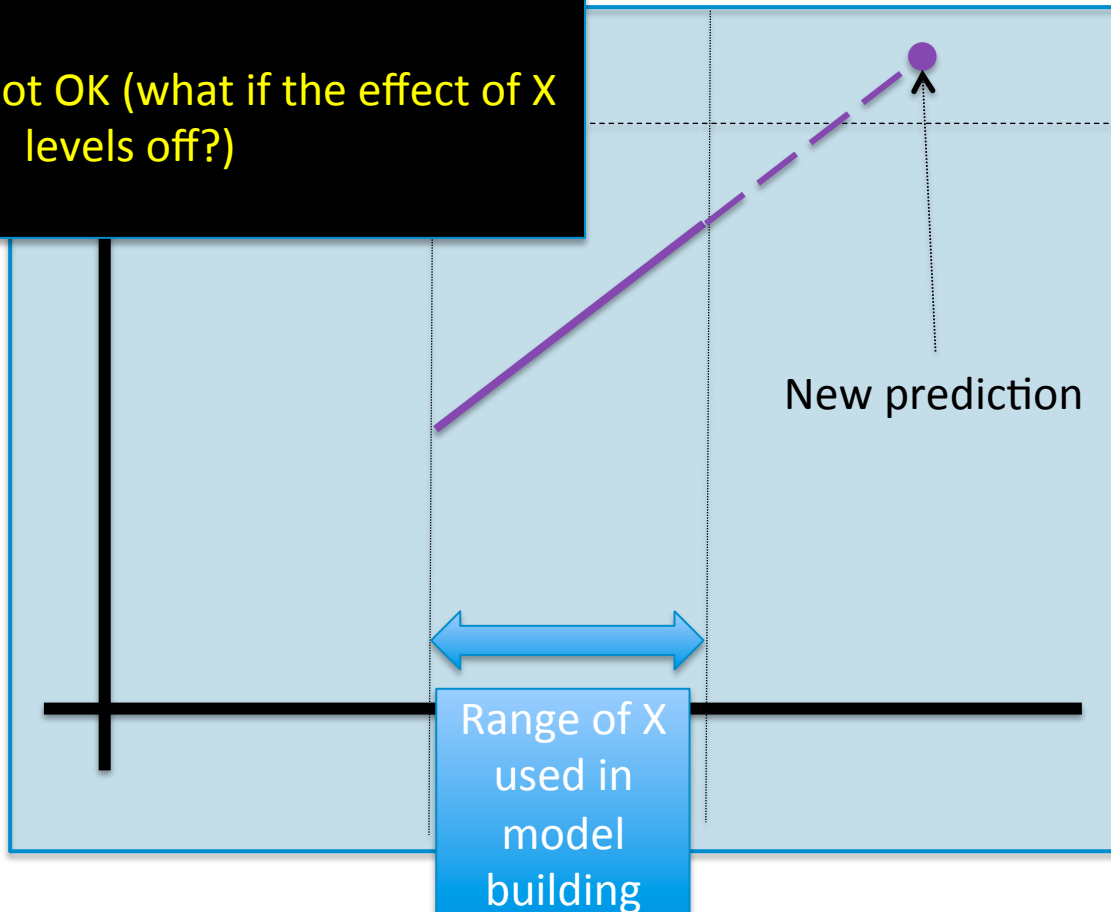 ot OK (what if the effect of X
levels off?)
New prediction
Range of X
used in
model
building